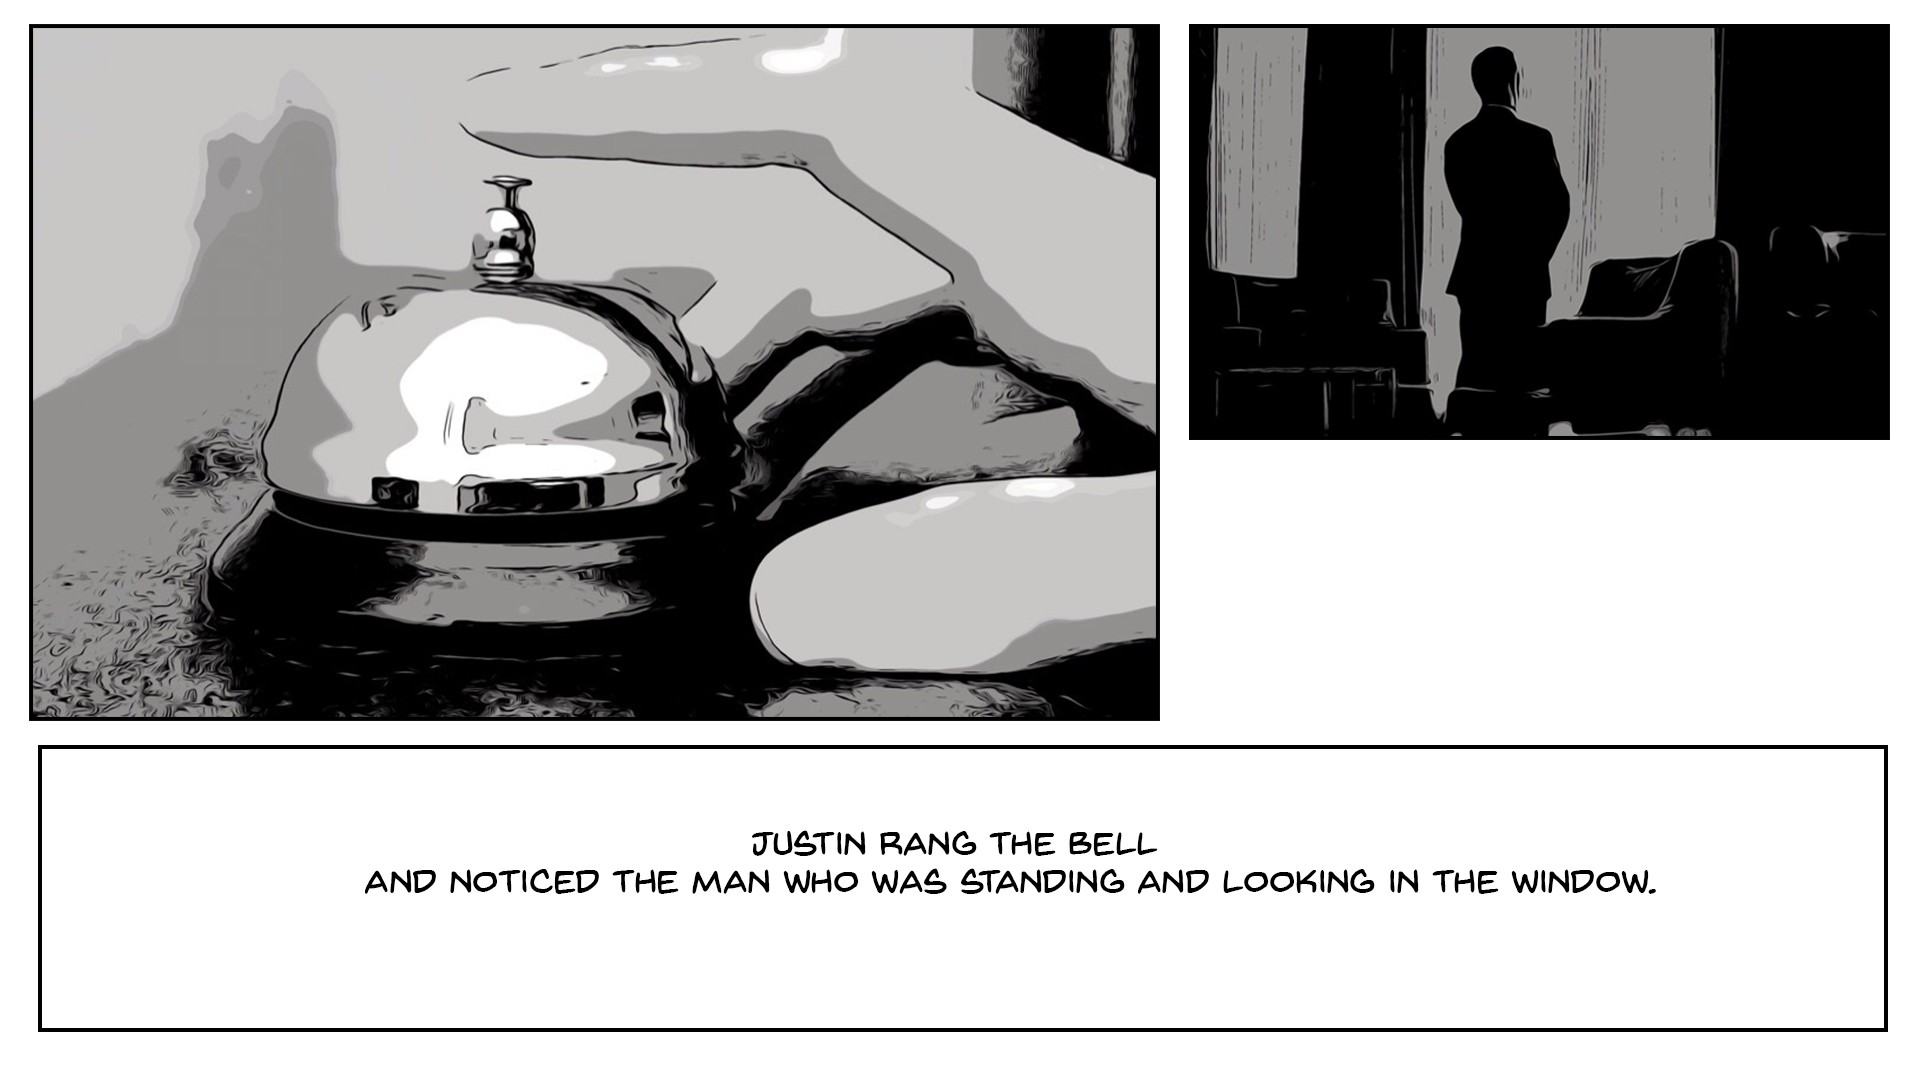 JUSTIN RANG THE BELL
AND NOTICED THE MAN WHO WAS STANDING AND LOOKING IN THE WINDOW.